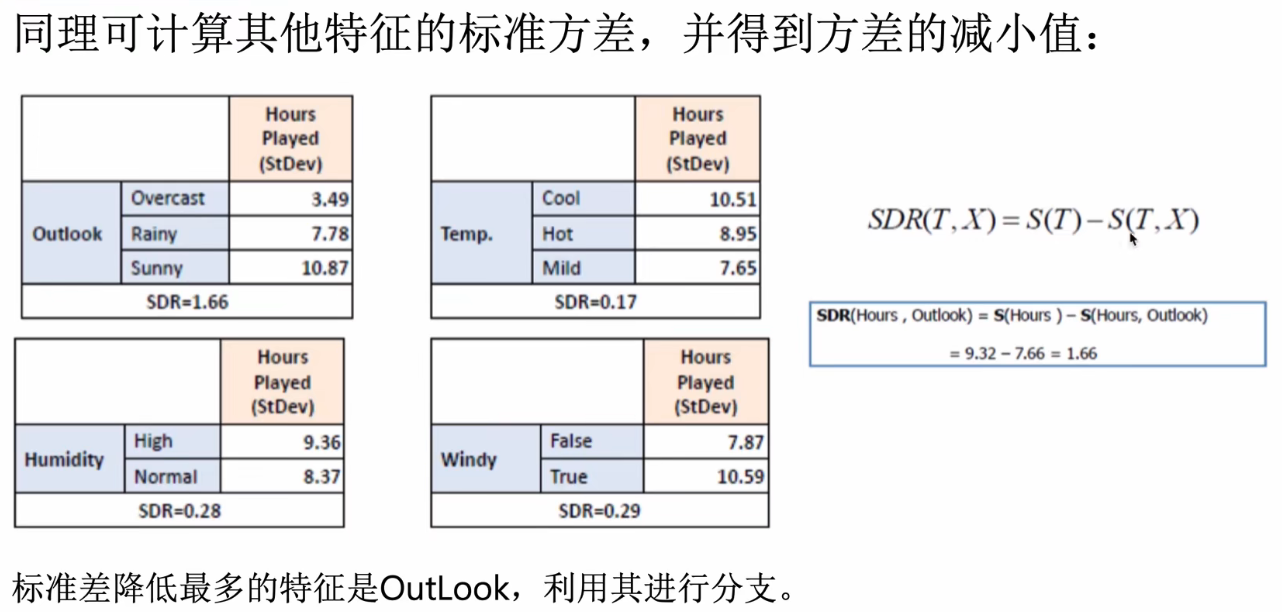 同理可计算其他特征的标准方差，并得到方差的减小值：
Hours
Played
(StDev)
Outlook
Overcast 3.49
Rainy 7.78
Sunny 10.87
SDR=1.66
Hours
Played
(StDev)
Temp.
Cool 10.51
Hot 8.95
Mild 7.65
SDR=0.17
SDR(T, X) = S(T) – S(T, X)
SDR(Hours , Outlook) = S(Hours ) – S(Hours, Outlook)
= 9.32 – 7.66 = 1.66
Hours
Played
(StDev)
Humidity
High 9.36
Normal 8.37
SDR=0.28
Hours
Played
(StDev)
Windy
False 7.87
True 10.59
SDR=0.29
标准差降低最多的特征是OutLook，利用其进行分支。